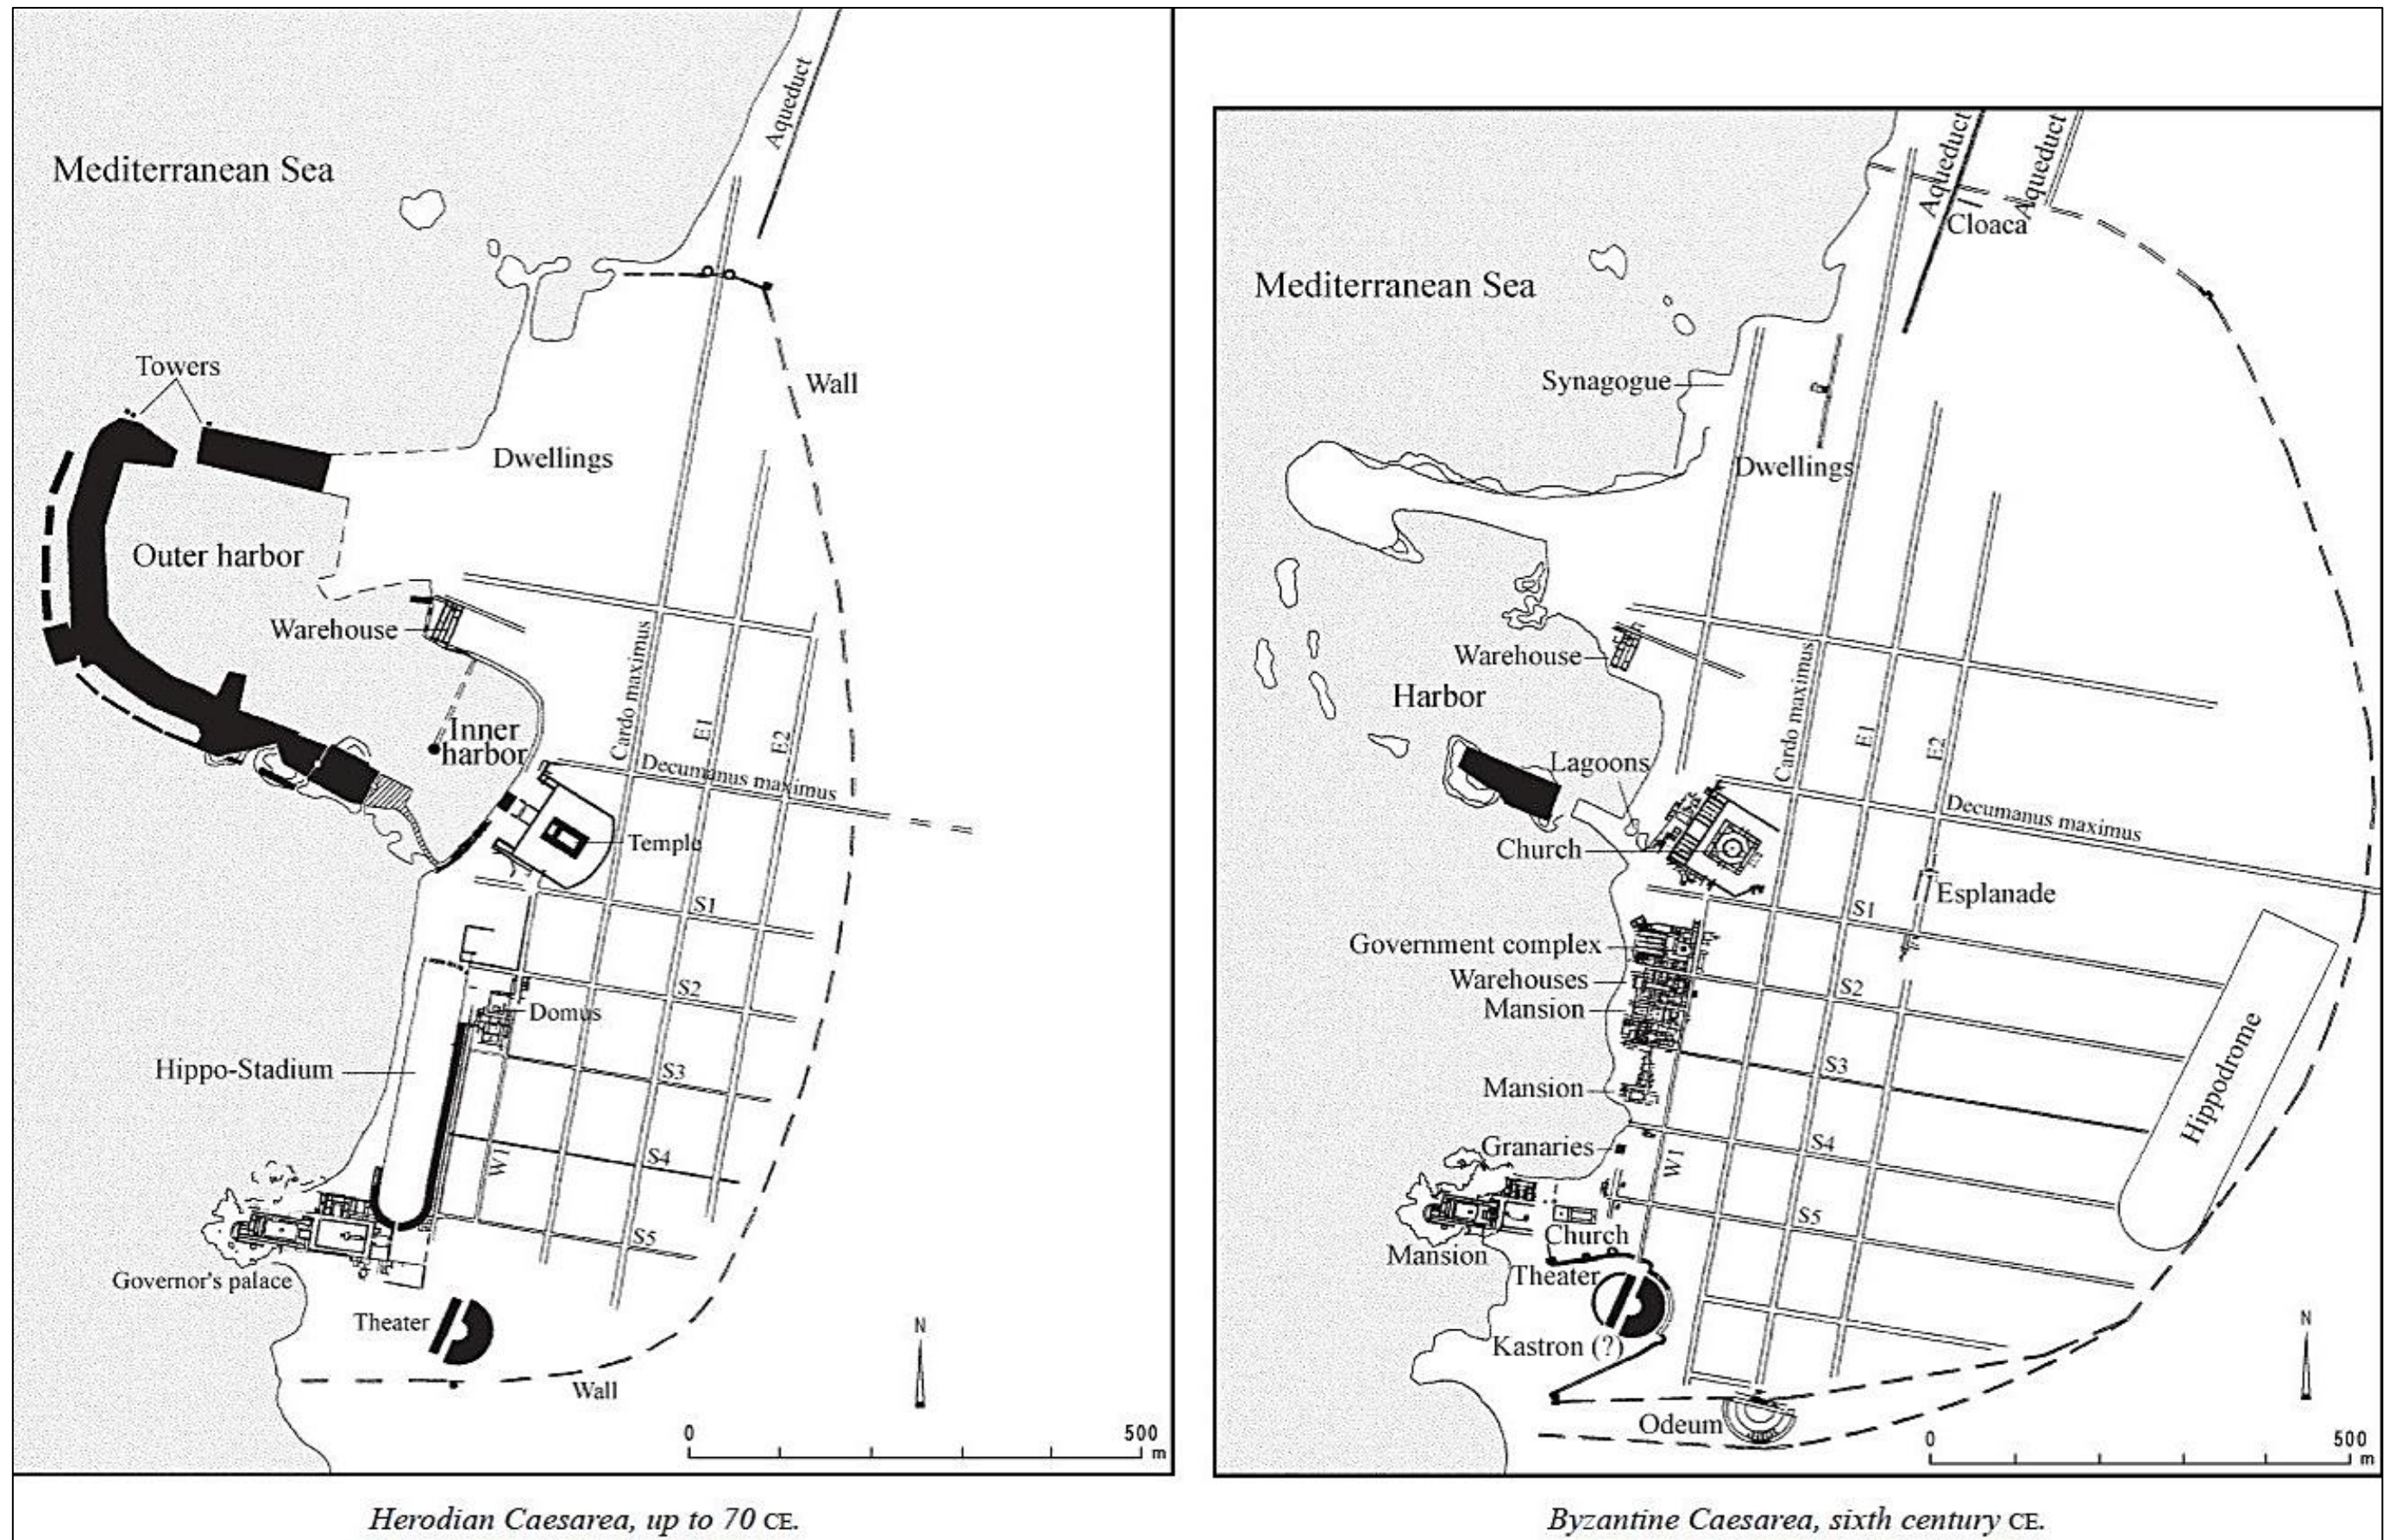 Aqueduct
Mediterranean Sea
Towers
Wall
Dwellings
Outer harbor
Warehouse
Cardo maximus
Inner
harbor
E1
E2
Decumanus maximus
Temple
S1
S2
Domus
Hippo-Stadium
S3
S4
W1
S5
Governor's palace
Theater
Wall
N
0
500
m
Herodian Caesarea, up to 70 CE.
Aqueduct
Aqueduct
Cloaca
Mediterranean Sea
Synagogue
Dwellings
Warehouse
Harbor
Cardo maximus
E1
E2
Lagoons
Decumanus maximus
Church
Esplanade
S1
Government complex
Warehouses
S2
Mansion
Hippodrome
S3
Mansion
Granaries
S4
W1
S5
Church
Mansion
Theater
Kastron (?)
Odeum
N
0
500
m
Byzantine Caesarea, sixth century CE.